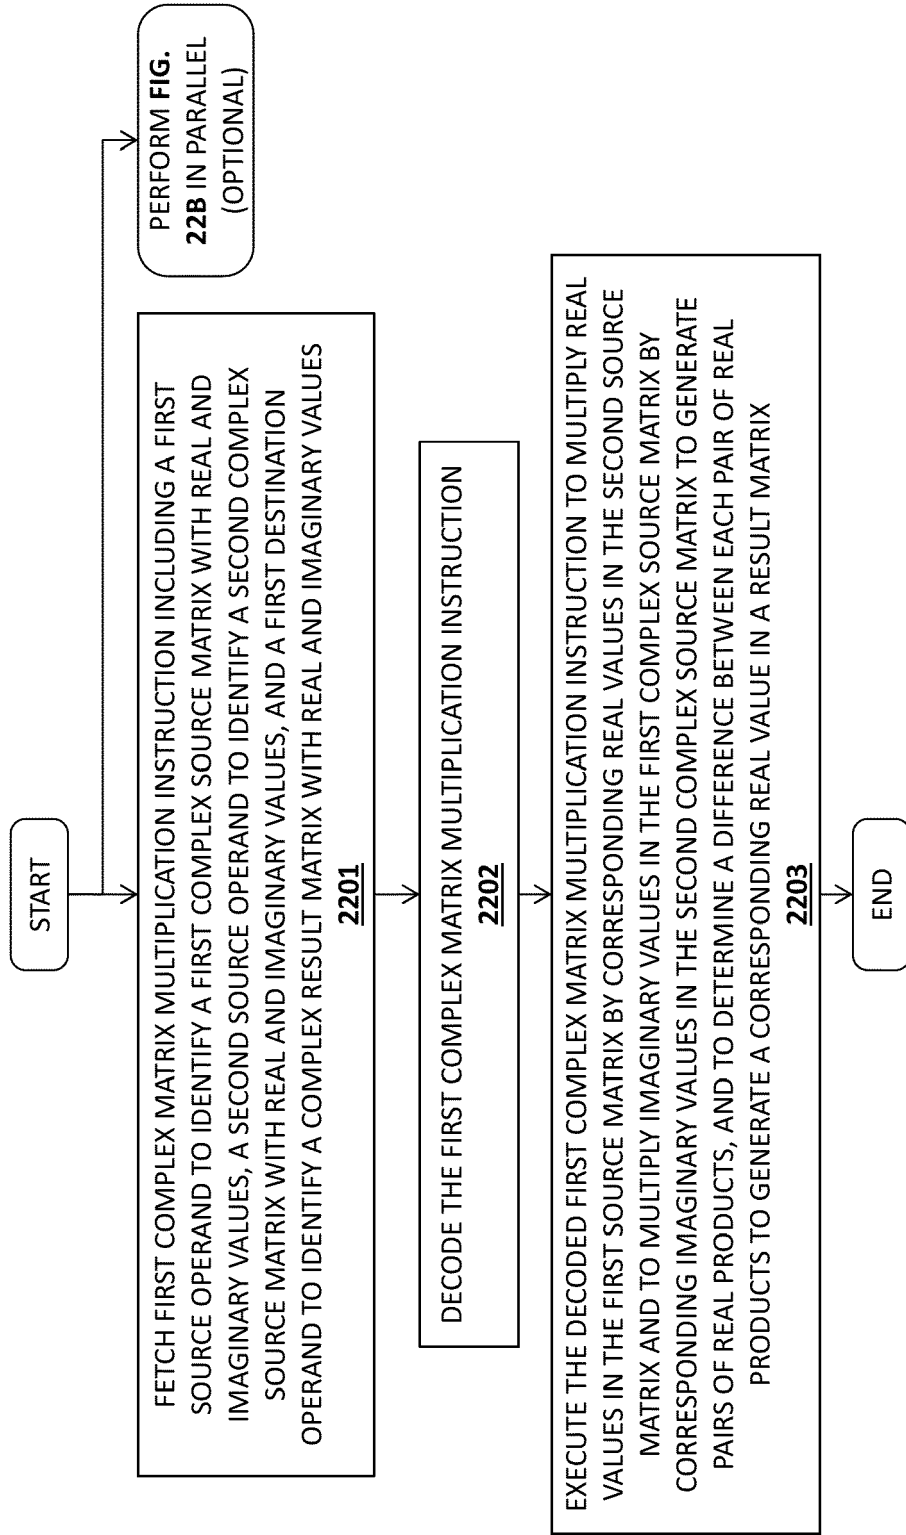 START
PERFORM FIG.
22B IN PARALLEL
(OPTIONAL)
FETCH FIRST COMPLEX MATRIX MULTIPLICATION INSTRUCTION INCLUDING A FIRST
SOURCE OPERAND TO IDENTIFY A FIRST COMPLEX SOURCE MATRIX WITH REAL AND
IMAGINARY VALUES, A SECOND SOURCE OPERAND TO IDENTIFY A SECOND COMPLEX
SOURCE MATRIX WITH REAL AND IMAGINARY VALUES, AND A FIRST DESTINATION
OPERAND TO IDENTIFY A COMPLEX RESULT MATRIX WITH REAL AND IMAGINARY VALUES
2201
DECODE THE FIRST COMPLEX MATRIX MULTIPLICATION INSTRUCTION
2202
EXECUTE THE DECODED FIRST COMPLEX MATRIX MULTIPLICATION INSTRUCTION TO MULTIPLY REAL
VALUES IN THE FIRST SOURCE MATRIX BY CORRESPONDING REAL VALUES IN THE SECOND SOURCE
MATRIX AND TO MULTIPLY IMAGINARY VALUES IN THE FIRST COMPLEX SOURCE MATRIX BY
CORRESPONDING IMAGINARY VALUES IN THE SECOND COMPLEX SOURCE MATRIX TO GENERATE
PAIRS OF REAL PRODUCTS, AND TO DETERMINE A DIFFERENCE BETWEEN EACH PAIR OF REAL
PRODUCTS TO GENERATE A CORRESPONDING REAL VALUE IN A RESULT MATRIX
2203
END